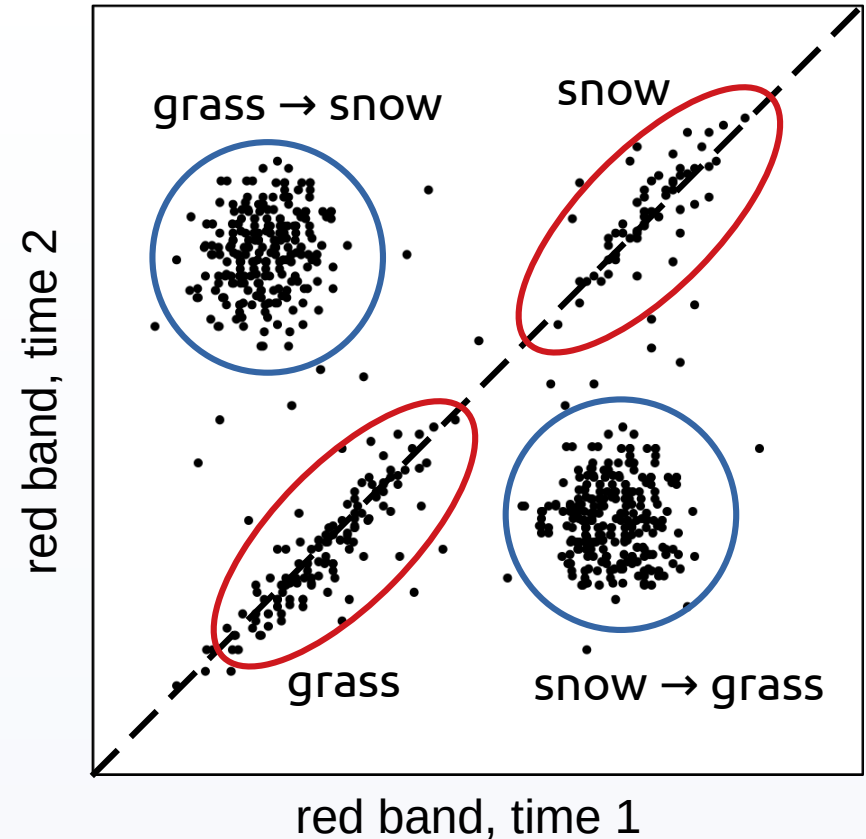 grass → snow
snow
red band, time 2
grass
snow → grass
red band, time 1